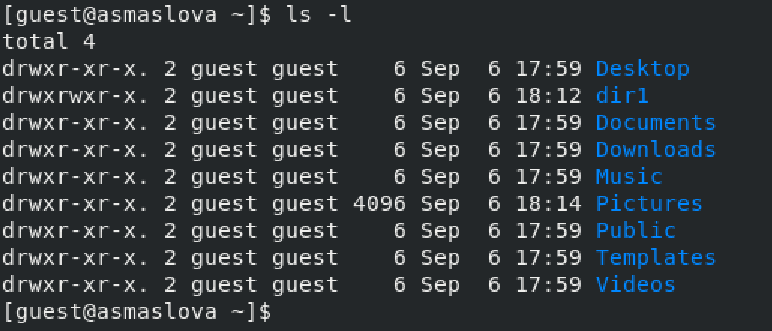 [guest@asmaslova ~]$ ls -l
total 4
drwxr-xr-x. 2 guest guest    6 Sep  6 17:59 Desktop
drwxrwxr-x. 2 guest guest    6 Sep  6 18:12 dir1
drwxr-xr-x. 2 guest guest    6 Sep  6 17:59 Documents
drwxr-xr-x. 2 guest guest    6 Sep  6 17:59 Downloads
drwxr-xr-x. 2 guest guest    6 Sep  6 17:59 Music
drwxr-xr-x. 2 guest guest 4096 Sep  6 18:14 Pictures
drwxr-xr-x. 2 guest guest    6 Sep  6 17:59 Public
drwxr-xr-x. 2 guest guest    6 Sep  6 17:59 Templates
drwxr-xr-x. 2 guest guest    6 Sep  6 17:59 Videos
[guest@asmaslova ~]$